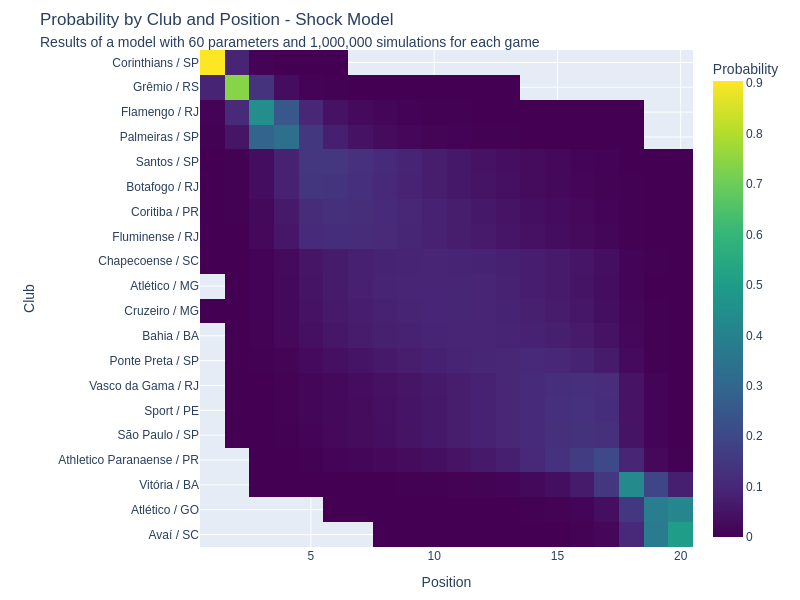 Probability by Club and Position - Shock Model
Results of a model with 60 parameters and 1,000,000 simulations for each game
Corinthians / SP
Grêmio / RS
Flamengo / RJ
Palmeiras / SP
Santos / SP
Botafogo / RJ
Coritiba / PR
Fluminense / RJ
Chapecoense / SC
Atlético / MG
Cruzeiro / MG
Bahia / BA
Ponte Preta / SP
Vasco da Gama / RJ
Sport / PE
São Paulo / SP
Athletico Paranaense / PR
Vitória / BA
Atlético / GO
Avaí / SC
Club
5
10
15
20
Position
Probability
0.9
0.8
0.7
0.6
0.5
0.4
0.3
0.2
0.1
0